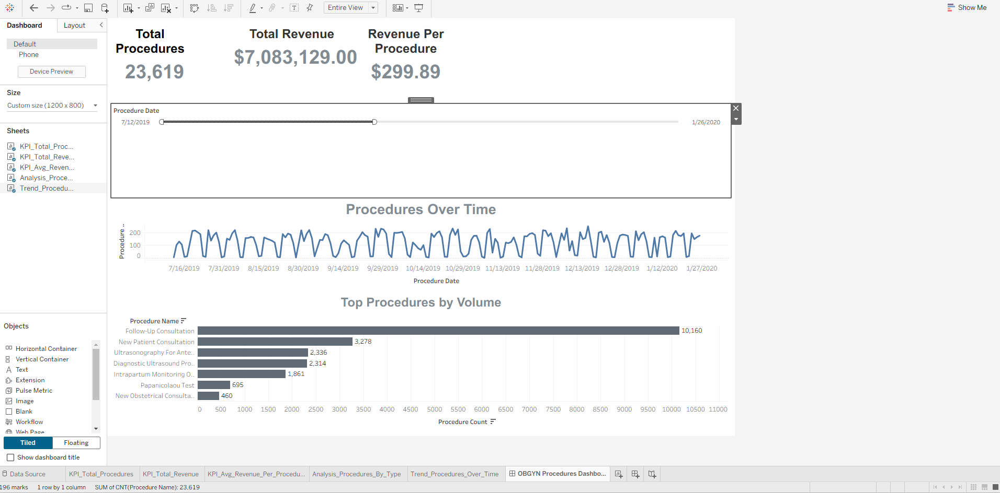 Entire View
Show Me
Dashboard
Layout
Default
Phone
Device Preview
Size
Custom size (1200 x 800)
Sheets
KPI_Total_Proc...
KPI_Total_Reve...
KPI_Avg_Reven...
Analysis_Proce...
Trend_Procedu...
Objects
Horizontal Container
Vertical Container
Text
Extension
Pulse Metric
Image
Blank
Workflow
Web Page
Tiled
Floating
Show dashboard title
Total
Procedures
23,619
Total Revenue
$7,083,129.00
Revenue Per
Procedure
$299.89
Procedure Date
7/12/2019
1/26/2020
Procedures Over Time
Procedure ..
200
100
0
7/16/2019 7/31/2019 8/15/2019 8/30/2019 9/14/2019 9/29/2019 10/14/2019 10/29/2019 11/13/2019 11/28/2019 12/13/2019 12/28/2019 1/12/2020 1/27/2020
Procedure Date
Top Procedures by Volume
Procedure Name
Follow-Up Consultation 10,160
New Patient Consultation 3,278
Ultrasonography For Ante.. 2,336
Diagnostic Ultrasound Pro.. 2,314
Intrapartum Monitoring O.. 1,861
Papanicolaou Test 695
New Obstetrical Consulta.. 460
0 500 1000 1500 2000 2500 3000 3500 4000 4500 5000 5500 6000 6500 7000 7500 8000 8500 9000 9500 10000 10500 11000
Procedure Count
Data Source
KPI_Total_Procedures
KPI_Total_Revenue
KPI_Avg_Revenue_Per_Procedu...
Analysis_Procedures_By_Type
Trend_Procedures_Over_Time
OBGYN Procedures Dashbo...
196 marks 1 row by 1 column SUM of CNT(Procedure Name): 23,619